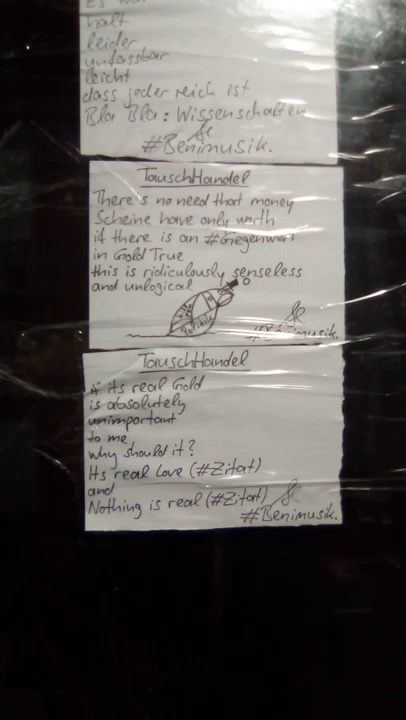 halt
leider
unfassbar
leicht
dass jeder reich ist
Bla Bla: Wissenschaften
#Benimusik.
TauschHandel
There's no need that money
Scheine have only worth
if there is an #Gegenwert
in Gold True
this is ridiculously senseless
and unlogical
#Benimusik.
TauschHandel
if its real Gold
is absolutely
unimportant
to me
why should it?
Its real Love (#Zitat)
and
Nothing is real (#Zitat)
#Benimusik.